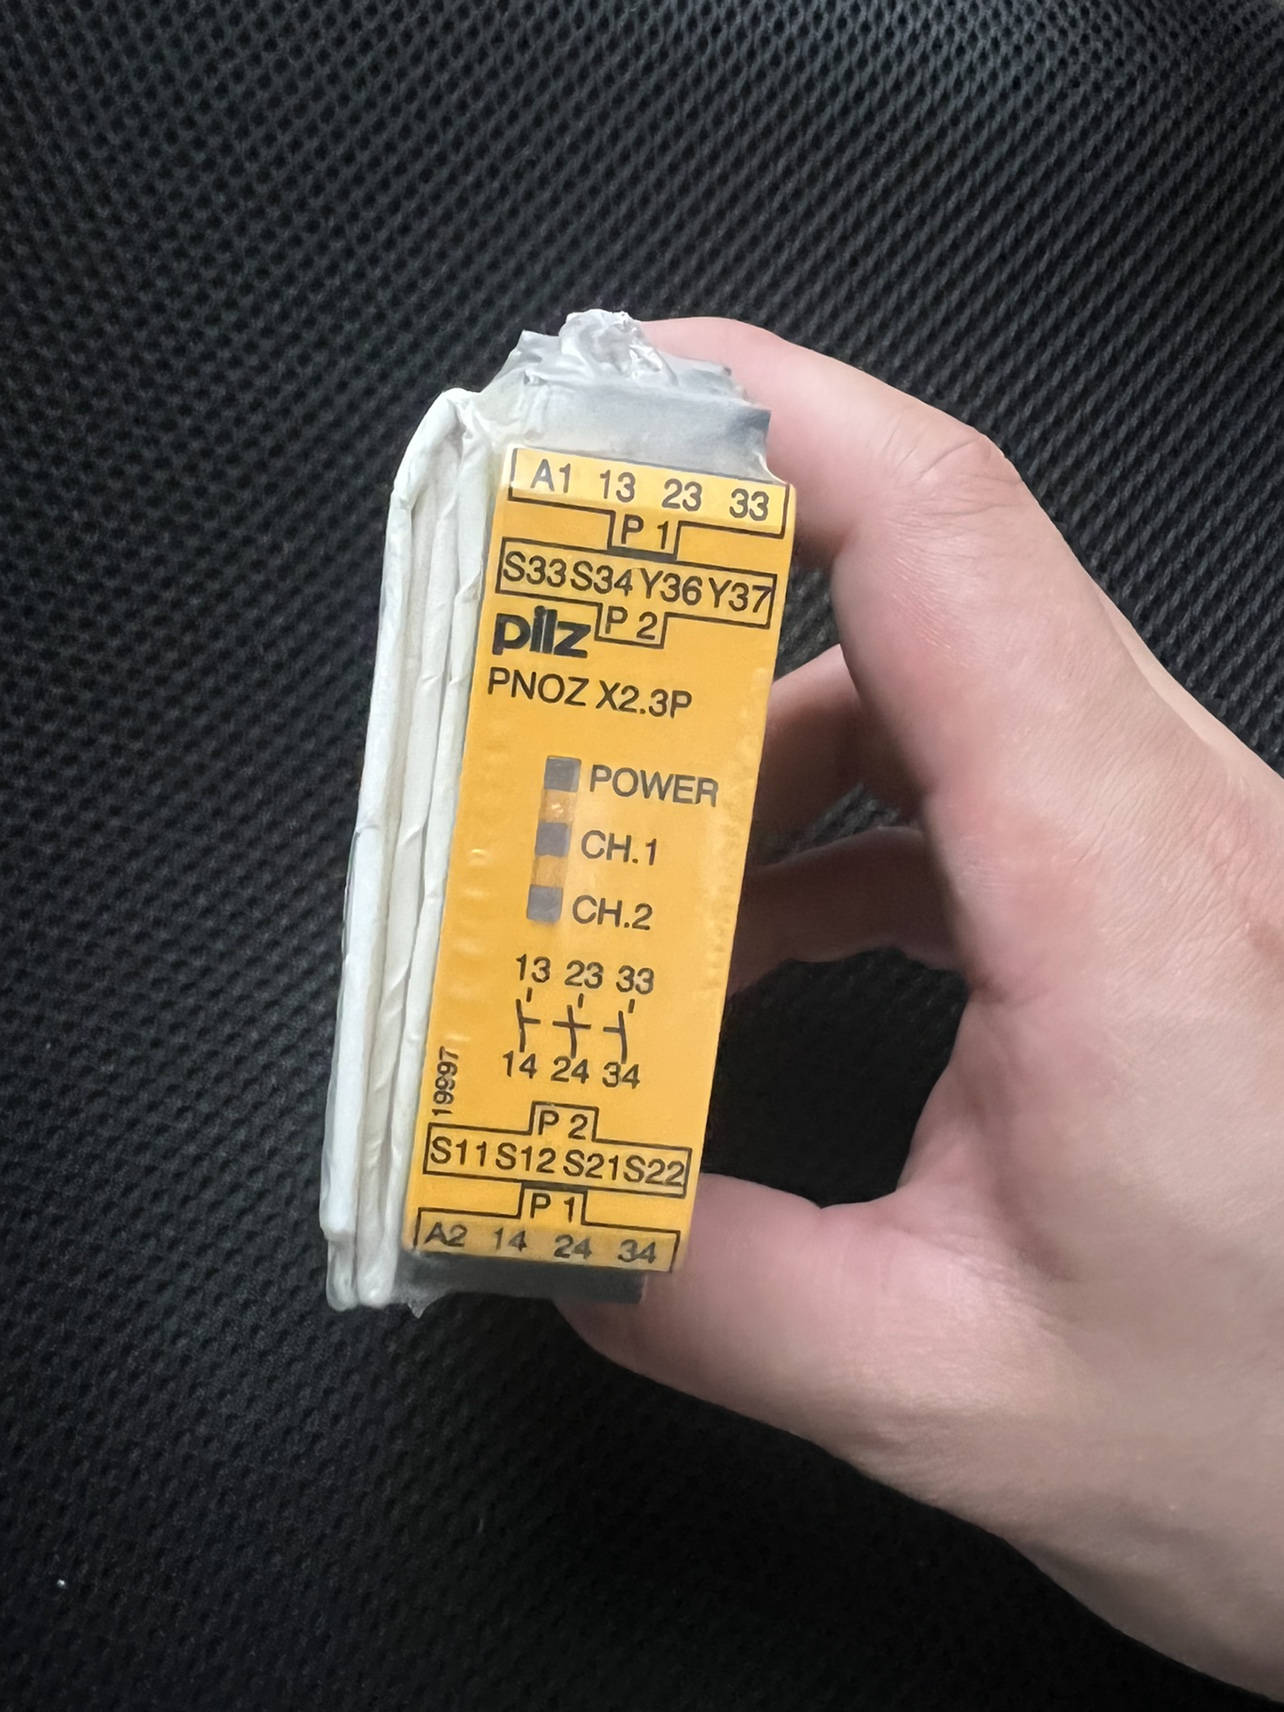 A1 13 23 33
P 1
S33 S34 Y36 Y37
P 2
pilz
PNOZ X2.3P
POWER
CH.1
CH.2
13 23 33
14 24 34
19997
P 2
S11 S12 S21 S22
P 1
A2 14 24 34